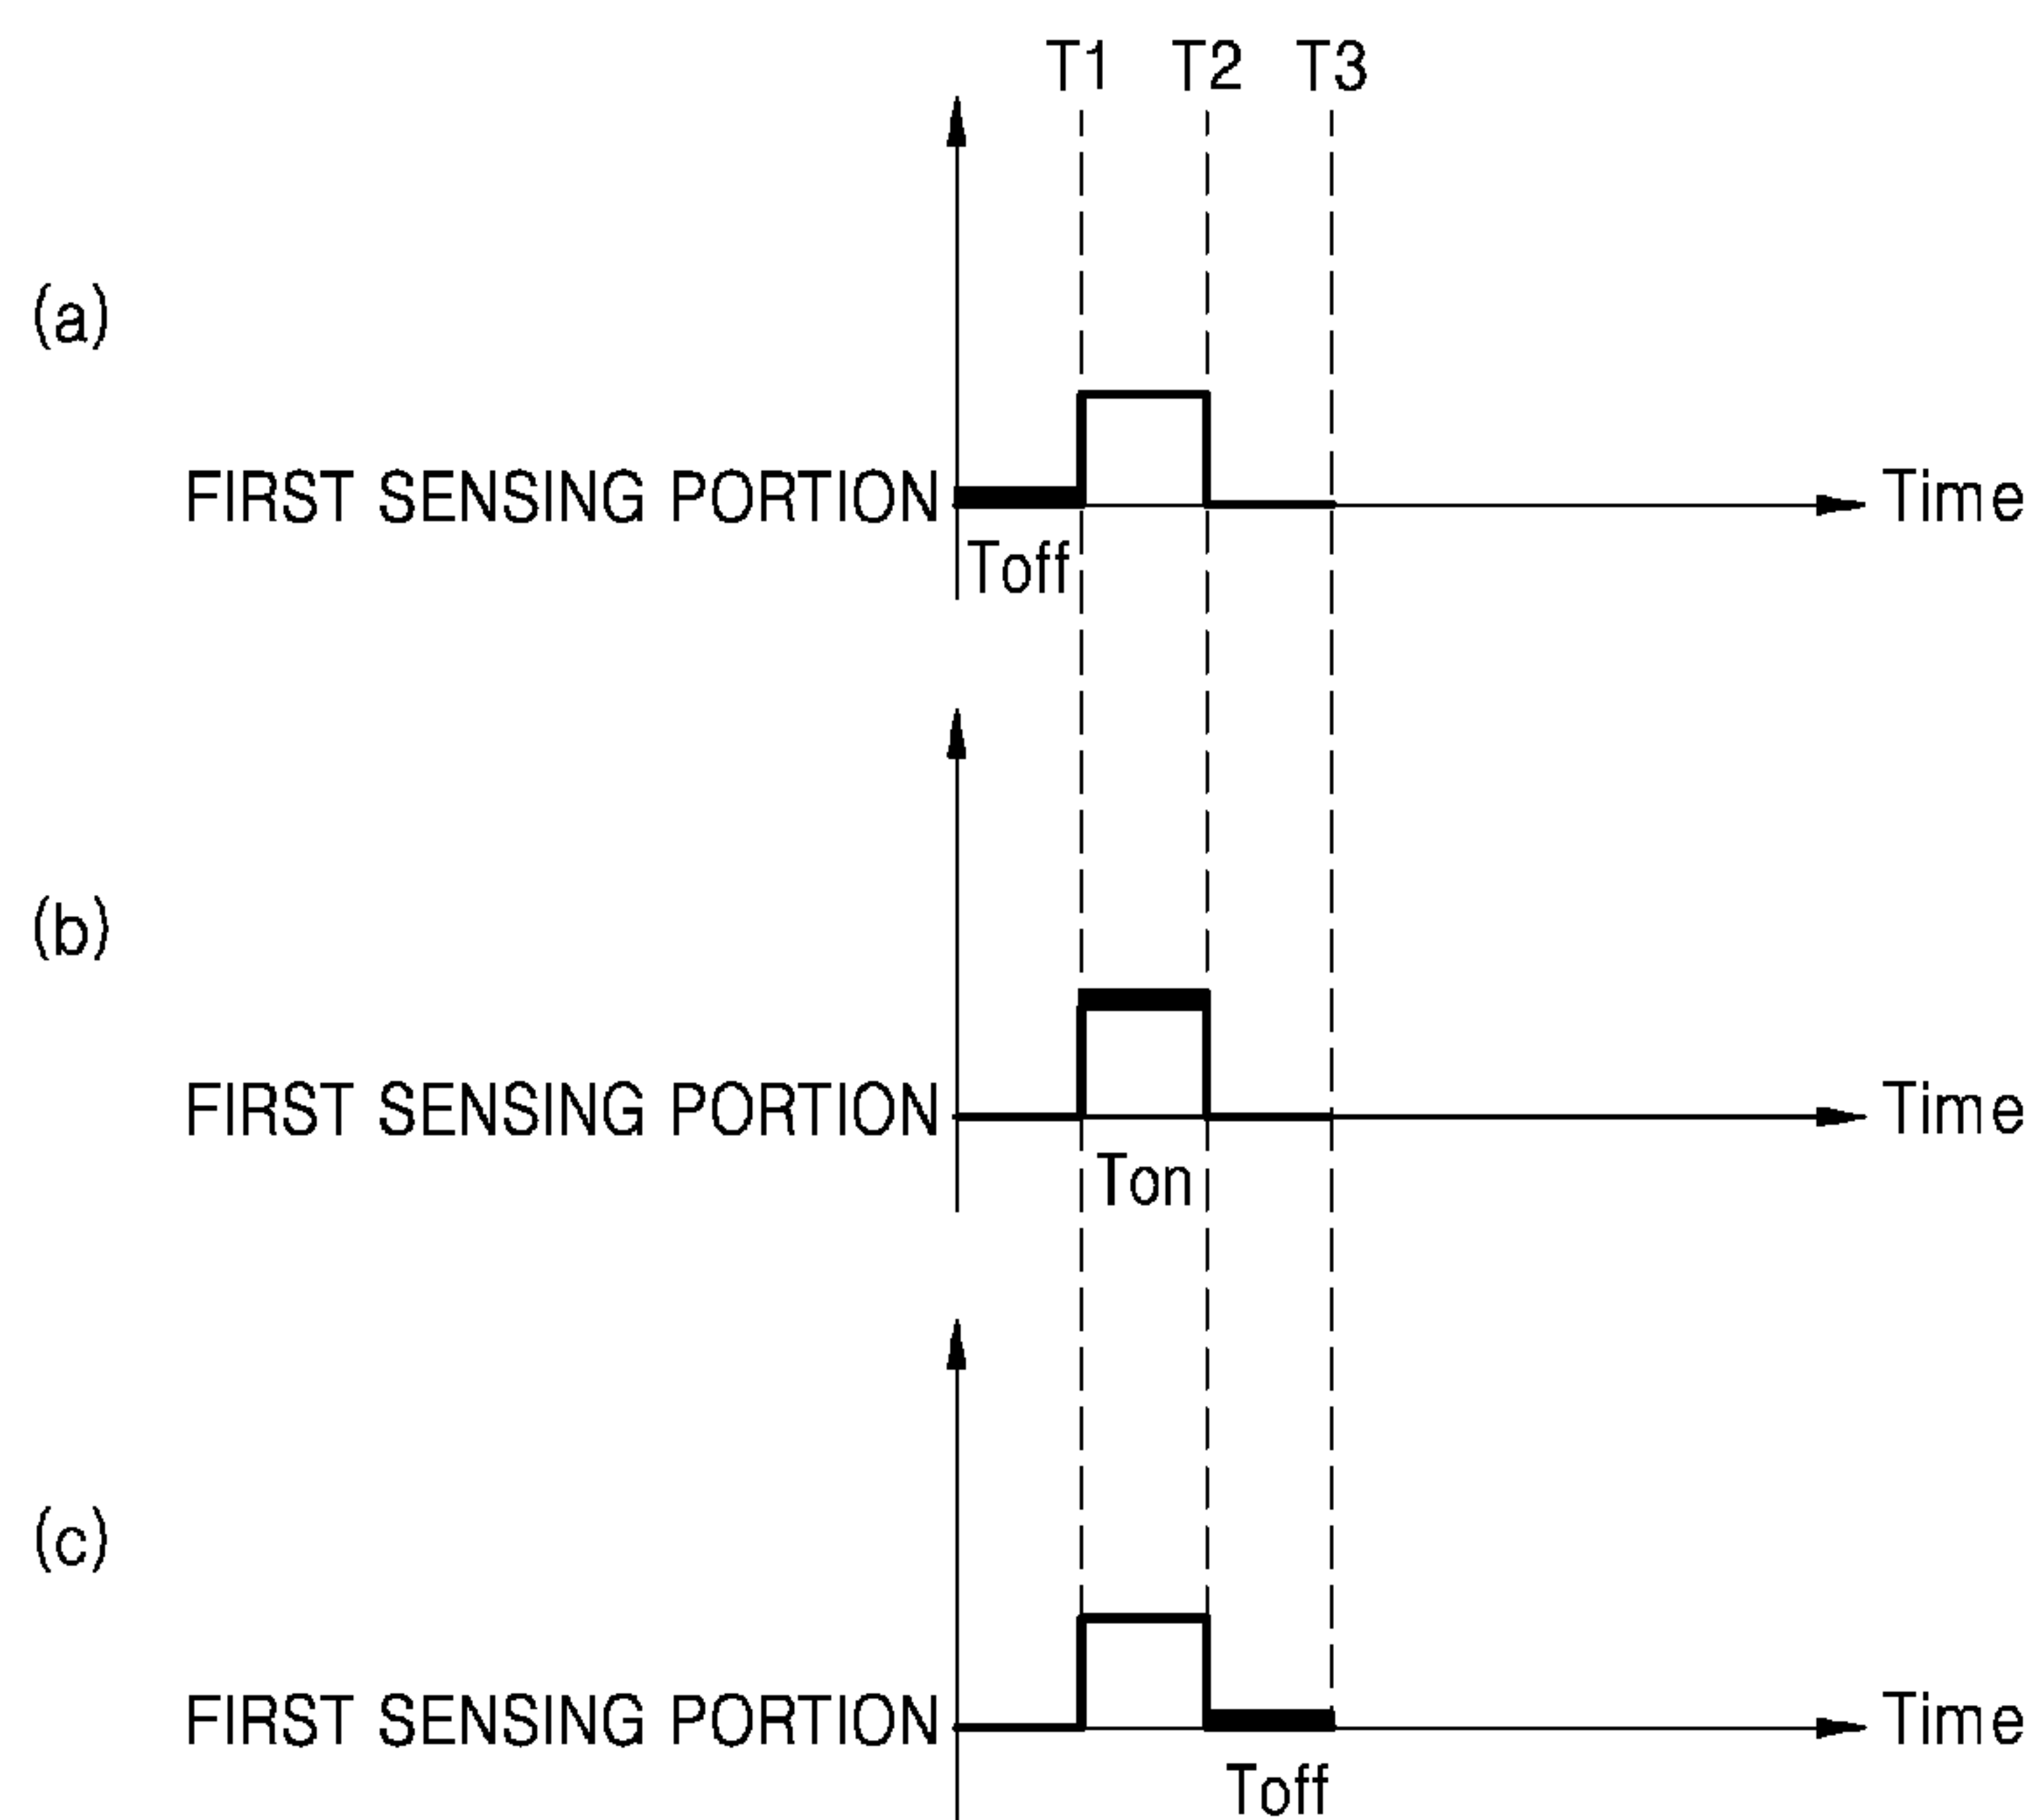 T1 T2 T3
(a)
FIRST SENSING PORTION Time
Toff
(b)
FIRST SENSING PORTION Time
Ton
(c)
FIRST SENSING PORTION Time
Toff